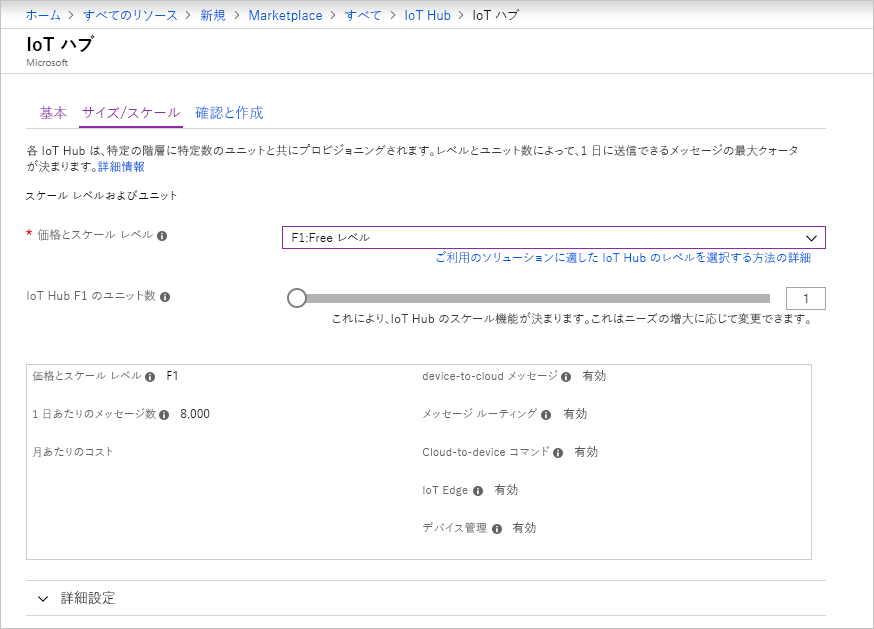 ホーム > すべてのリソース > 新規 > Marketplace > すべて > IoT Hub > IoT ハブ
IoT ハブ
Microsoft
基本 サイズ/スケール 確認と作成
各 IoT Hub は、特定の階層に特定数のユニットと共にプロビジョニングされます。レベルとユニット数によって、1 日に送信できるメッセージの最大クォータ
が決まります。詳細情報
スケール レベルおよびユニット
* 価格とスケール レベル
F1:Free レベル
ご利用のソリューションに適した IoT Hub のレベルを選択する方法の詳細
IoT Hub F1 のユニット数
1
これにより、IoT Hub のスケール機能が決まります。これはニーズの増大に応じて変更できます。
価格とスケール レベル F1
1 日あたりのメッセージ数 8,000
月あたりのコスト
device-to-cloud メッセージ 有効
メッセージ ルーティング 有効
Cloud-to-device コマンド 有効
IoT Edge 有効
デバイス管理 有効
詳細設定